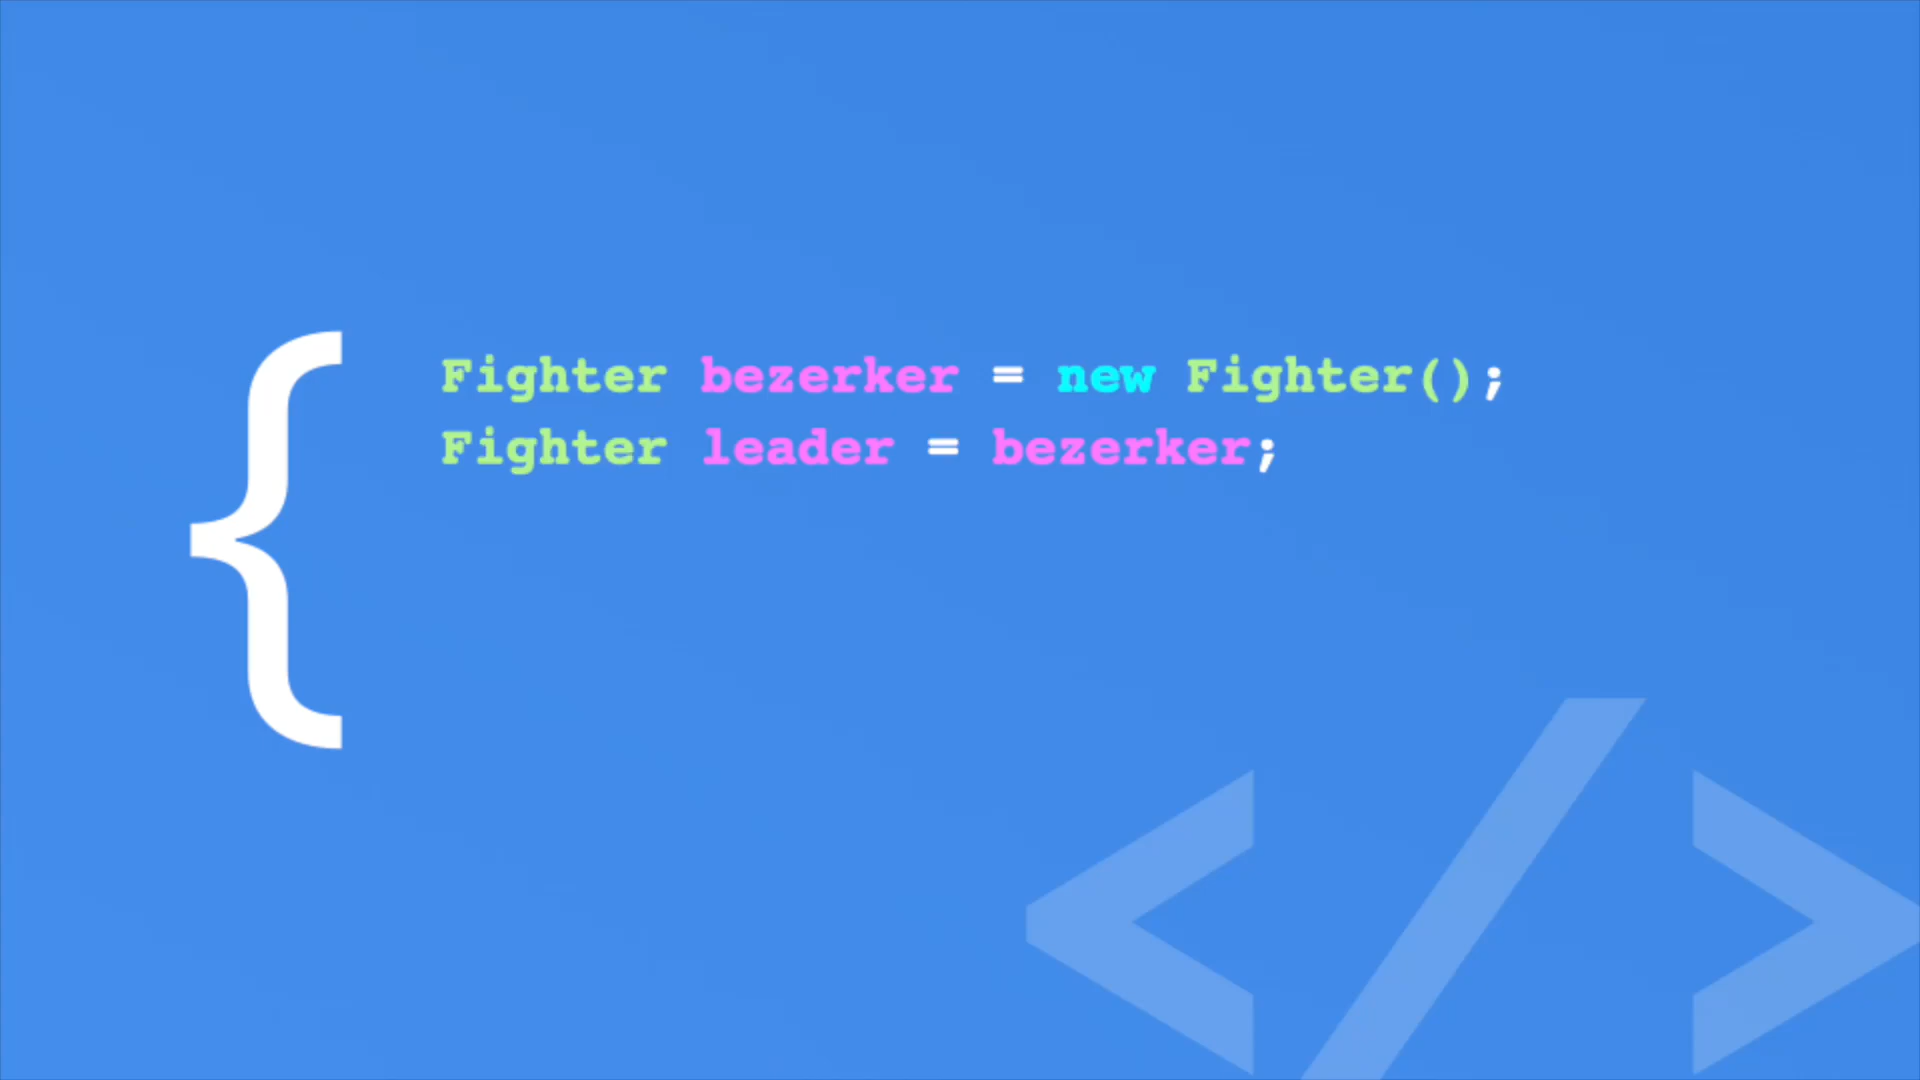 {
Fighter bezerker = new Fighter();
Fighter leader = bezerker;
</>